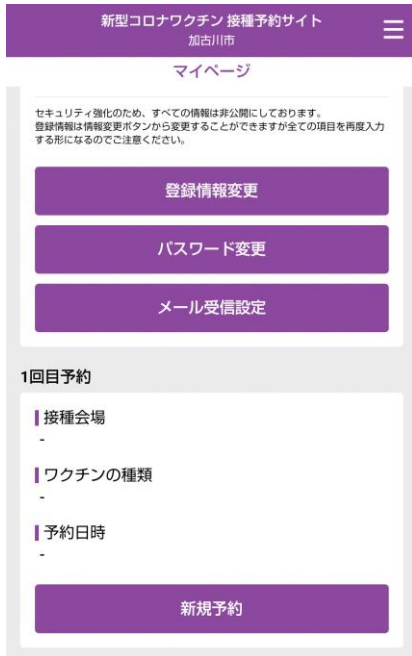 新型コロナワクチン 接種予約サイト
加古川市
マイページ
セキュリティ強化のため、すべての情報は非公開にしております。
登録情報は情報変更ボタンから変更することができますが全ての項目を再度入力
する形になるのでご注意ください。
登録情報変更
パスワード変更
メール受信設定
1回目予約
接種会場
-
ワクチンの種類
-
予約日時
-
新規予約